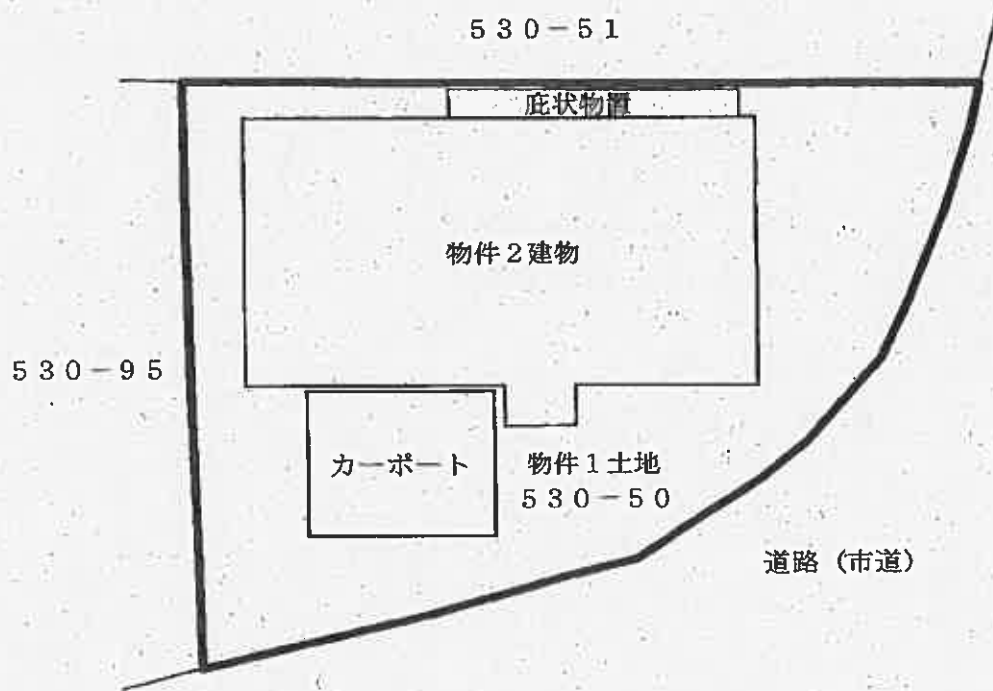 ５３０－５１
庇状物置
物件２建物
５３０－９５
カーポート
物件１土地
５３０－５０
道路（市道）